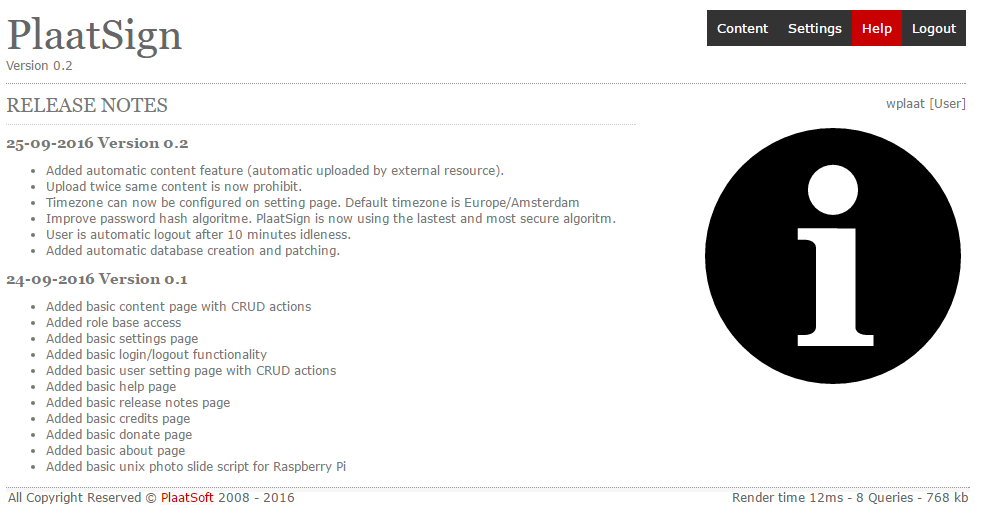 PlaatSign
Version 0.2
Content Settings Help Logout
RELEASE NOTES
wplaat [User]
25-09-2016 Version 0.2
• Added automatic content feature (automatic uploaded by external resource).
• Upload twice same content is now prohibit.
• Timezone can now be configured on setting page. Default timezone is Europe/Amsterdam
• Improve password hash algoritme. PlaatSign is now using the lastest and most secure algoritm.
• User is automatic logout after 10 minutes idleness.
• Added automatic database creation and patching.
24-09-2016 Version 0.1
• Added basic content page with CRUD actions
• Added role base access
• Added basic settings page
• Added basic login/logout functionality
• Added basic user setting page with CRUD actions
• Added basic help page
• Added basic release notes page
• Added basic credits page
• Added basic donate page
• Added basic about page
• Added basic unix photo slide script for Raspberry Pi
i
All Copyright Reserved © PlaatSoft 2008 - 2016
Render time 12ms - 8 Queries - 768 kb